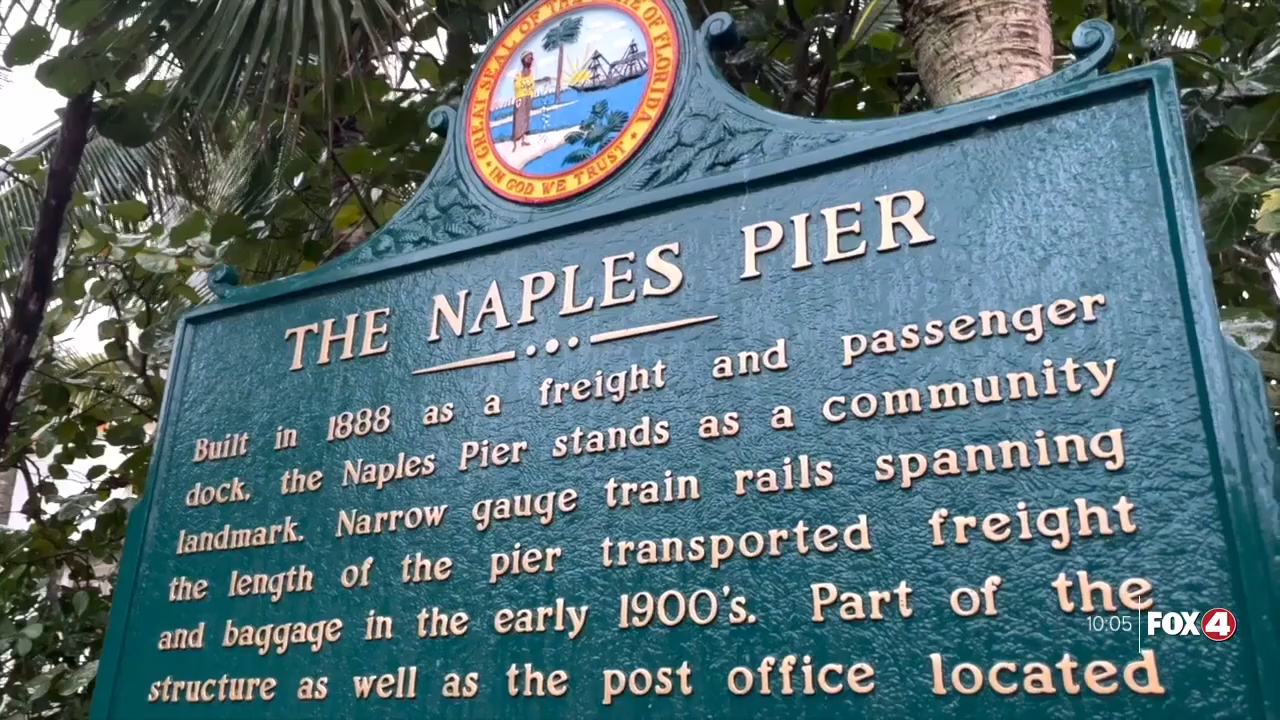 GREAT SEAL OF THE STATE OF FLORIDA
IN GOD WE TRUST
THE NAPLES PIER
Built in 1888 as a freight and passenger
dock, the Naples Pier stands as a community
landmark. Narrow gauge train rails spanning
the length of the pier transported freight
and baggage in the early 1900's. Part of the
structure as well as the post office located
10:05 FOX 4